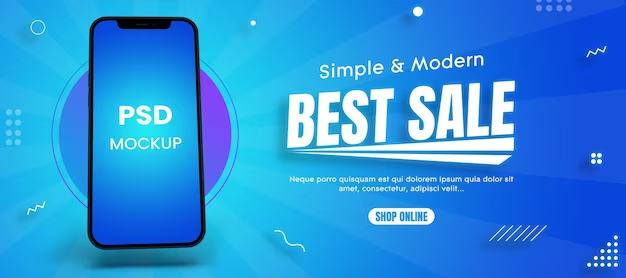 PSD
MOCKUP
Simple & Modern
BEST SALE
Neque porro quisquam est qui dolorem ipsum quia dolor sit
amet, consectetur, adipisci velit...
SHOP ONLINE